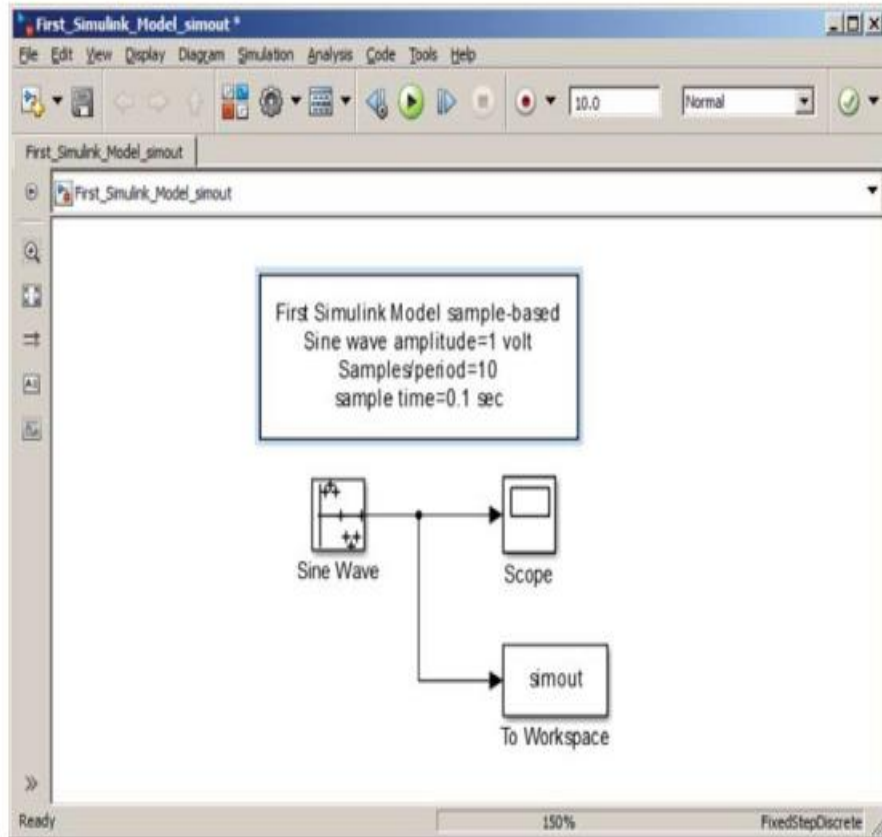 First_Simulink_Model_simout *
File Edit View Display Diagram Simulation Analysis Code Tools Help
10.0 Normal
First_Simulink_Model_simout
First_Simulink_Model_simout
First Simulink Model sample-based
Sine wave amplitude=1 volt
Samples/period=10
sample time=0.1 sec
Sine Wave
Scope
simout
To Workspace
Ready 150% FixedStepDiscrete